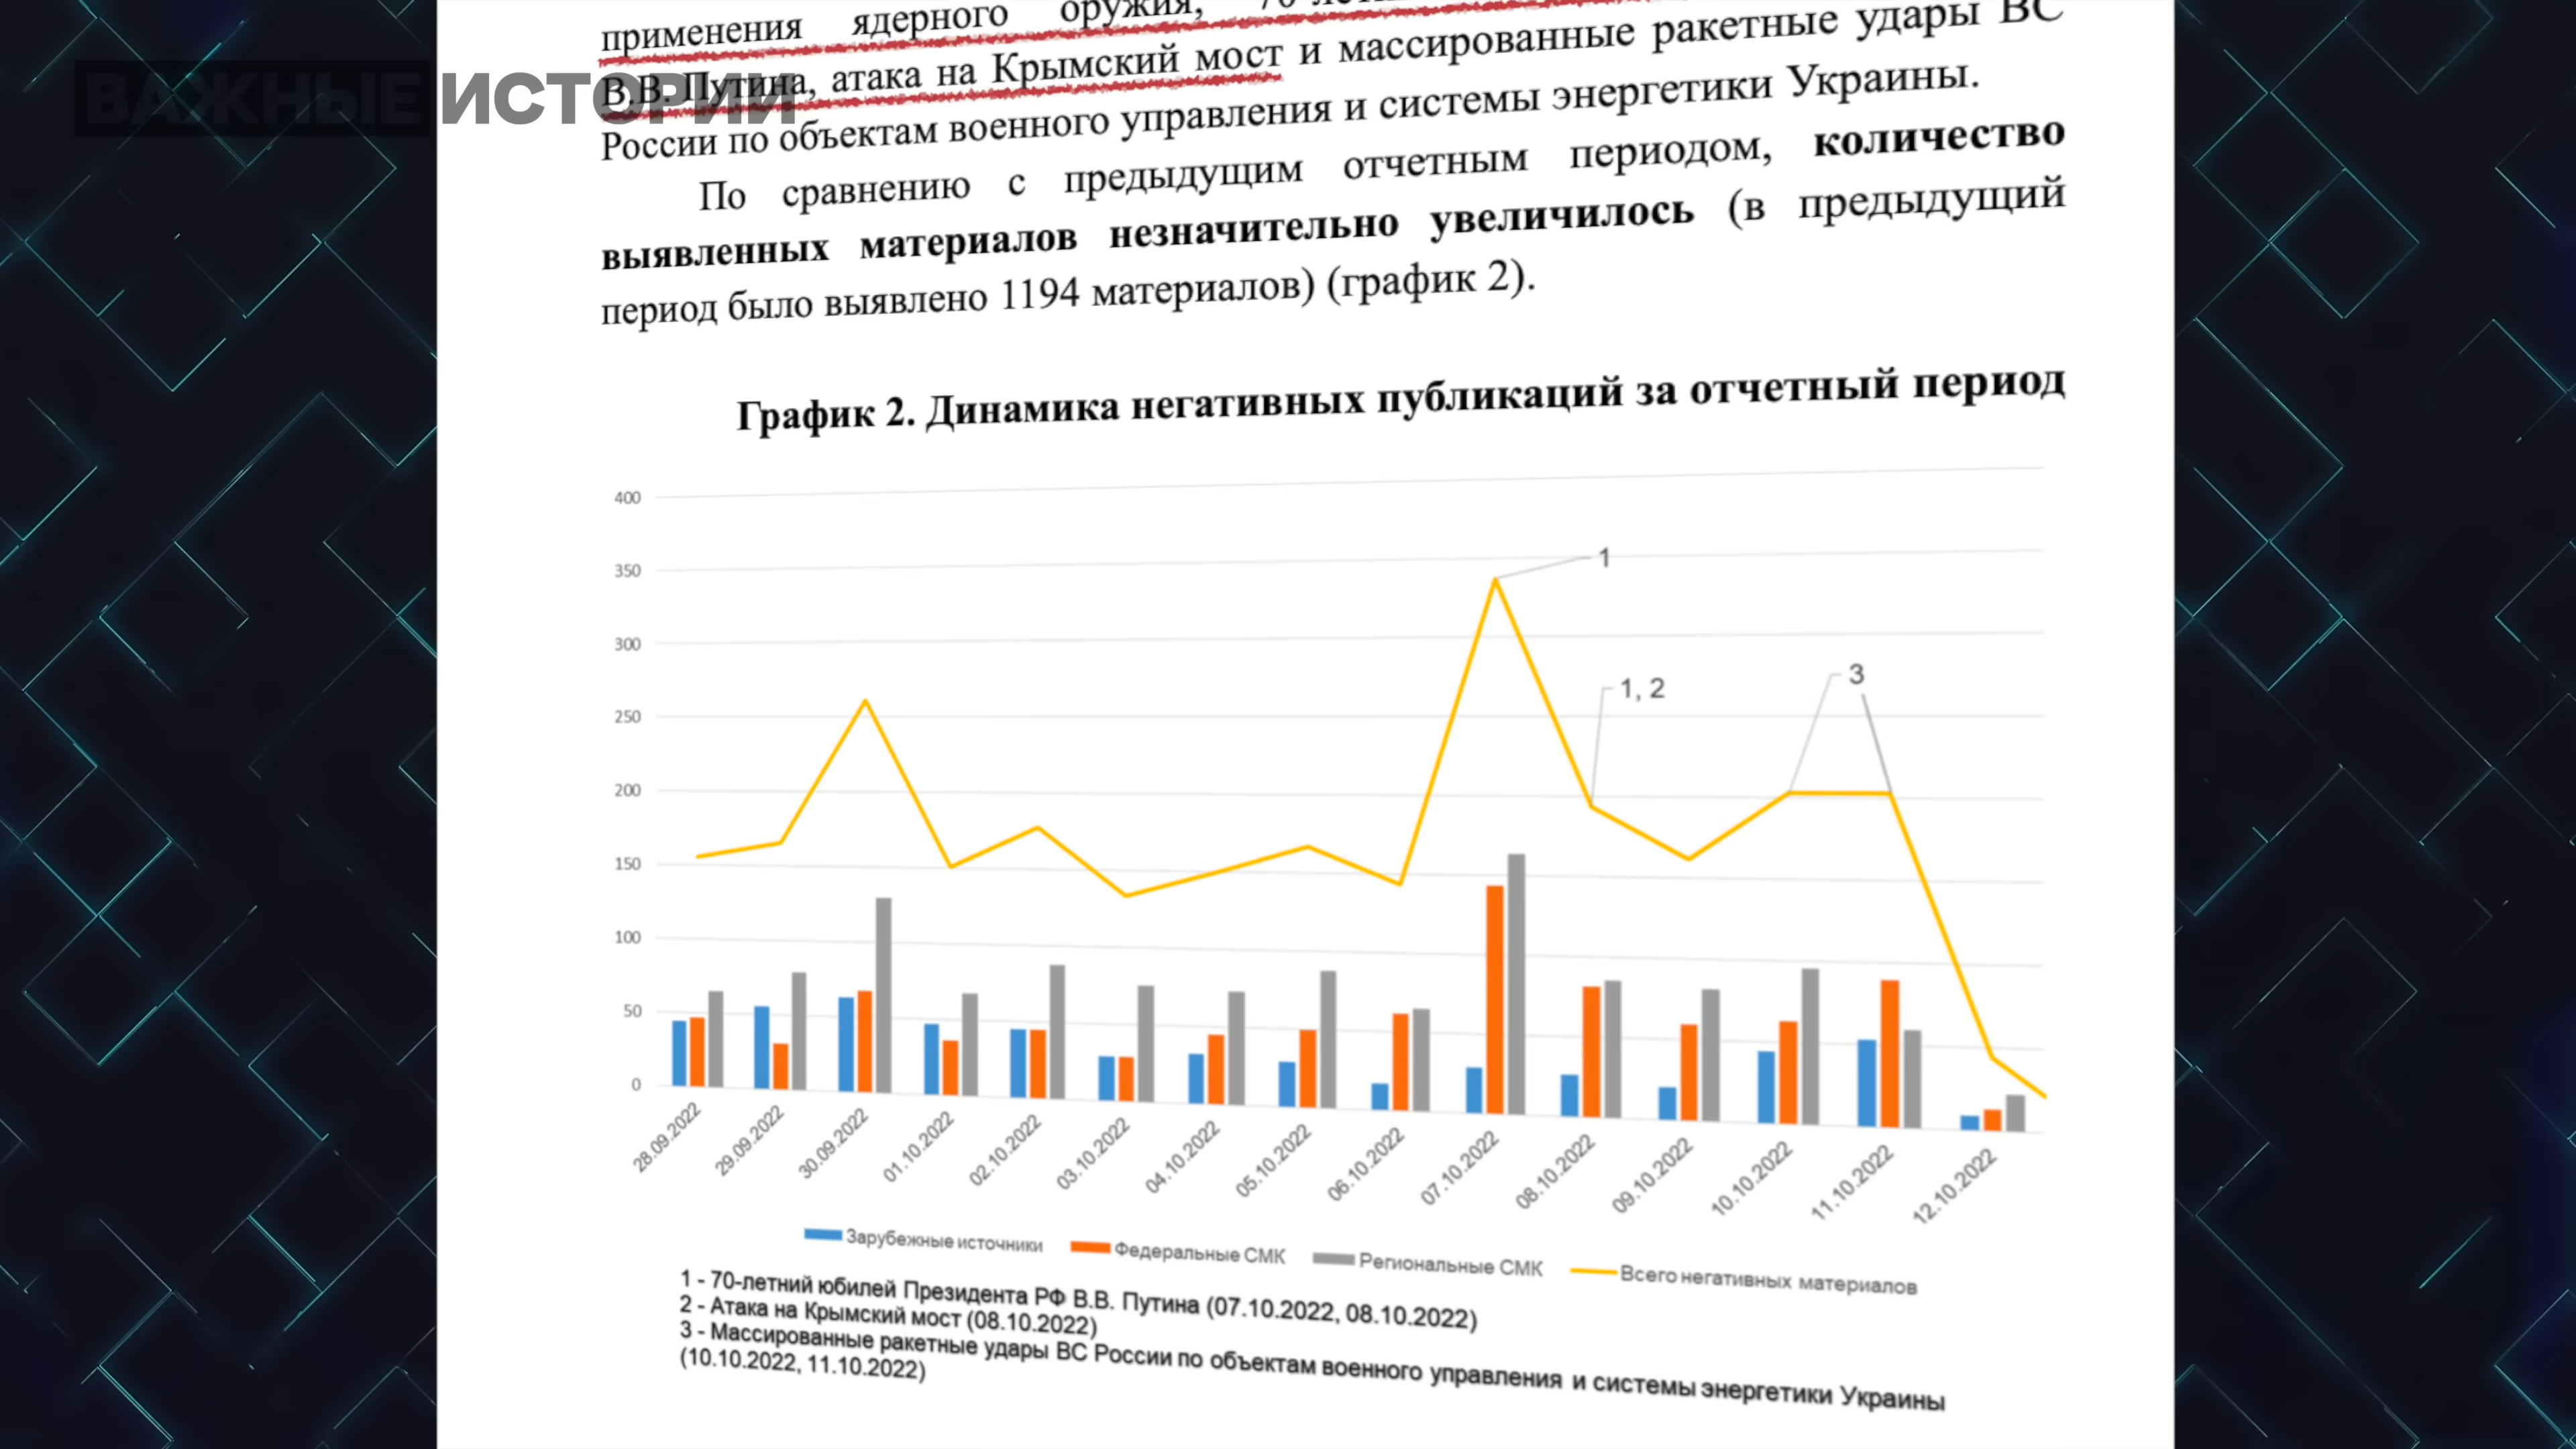 применения ядерного оружия,
В.В. Путина, атака на Крымский мост и массированные ракетные удары ВС
России по объектам военного управления и системы энергетики Украины.
ВАЖНЫЕ ИСТОРИИ
По сравнению с предыдущим отчетным периодом, количество
выявленных материалов незначительно увеличилось (в предыдущий
период было выявлено 1194 материалов) (график 2).
График 2. Динамика негативных публикаций за отчетный период
400
350
300
250
200
150
100
50
0
1
1, 2
3
28.09.2022 29.09.2022 30.09.2022 01.10.2022 02.10.2022 03.10.2022 04.10.2022 05.10.2022 06.10.2022 07.10.2022 08.10.2022 09.10.2022 10.10.2022 11.10.2022 12.10.2022
Зарубежные источники Федеральные СМК Региональные СМК Всего негативных материалов
1 - 70-летний юбилей Президента РФ В.В. Путина (07.10.2022, 08.10.2022)
2 - Атака на Крымский мост (08.10.2022)
3 - Массированные ракетные удары ВС России по объектам военного управления и системы энергетики Украины
(10.10.2022, 11.10.2022)